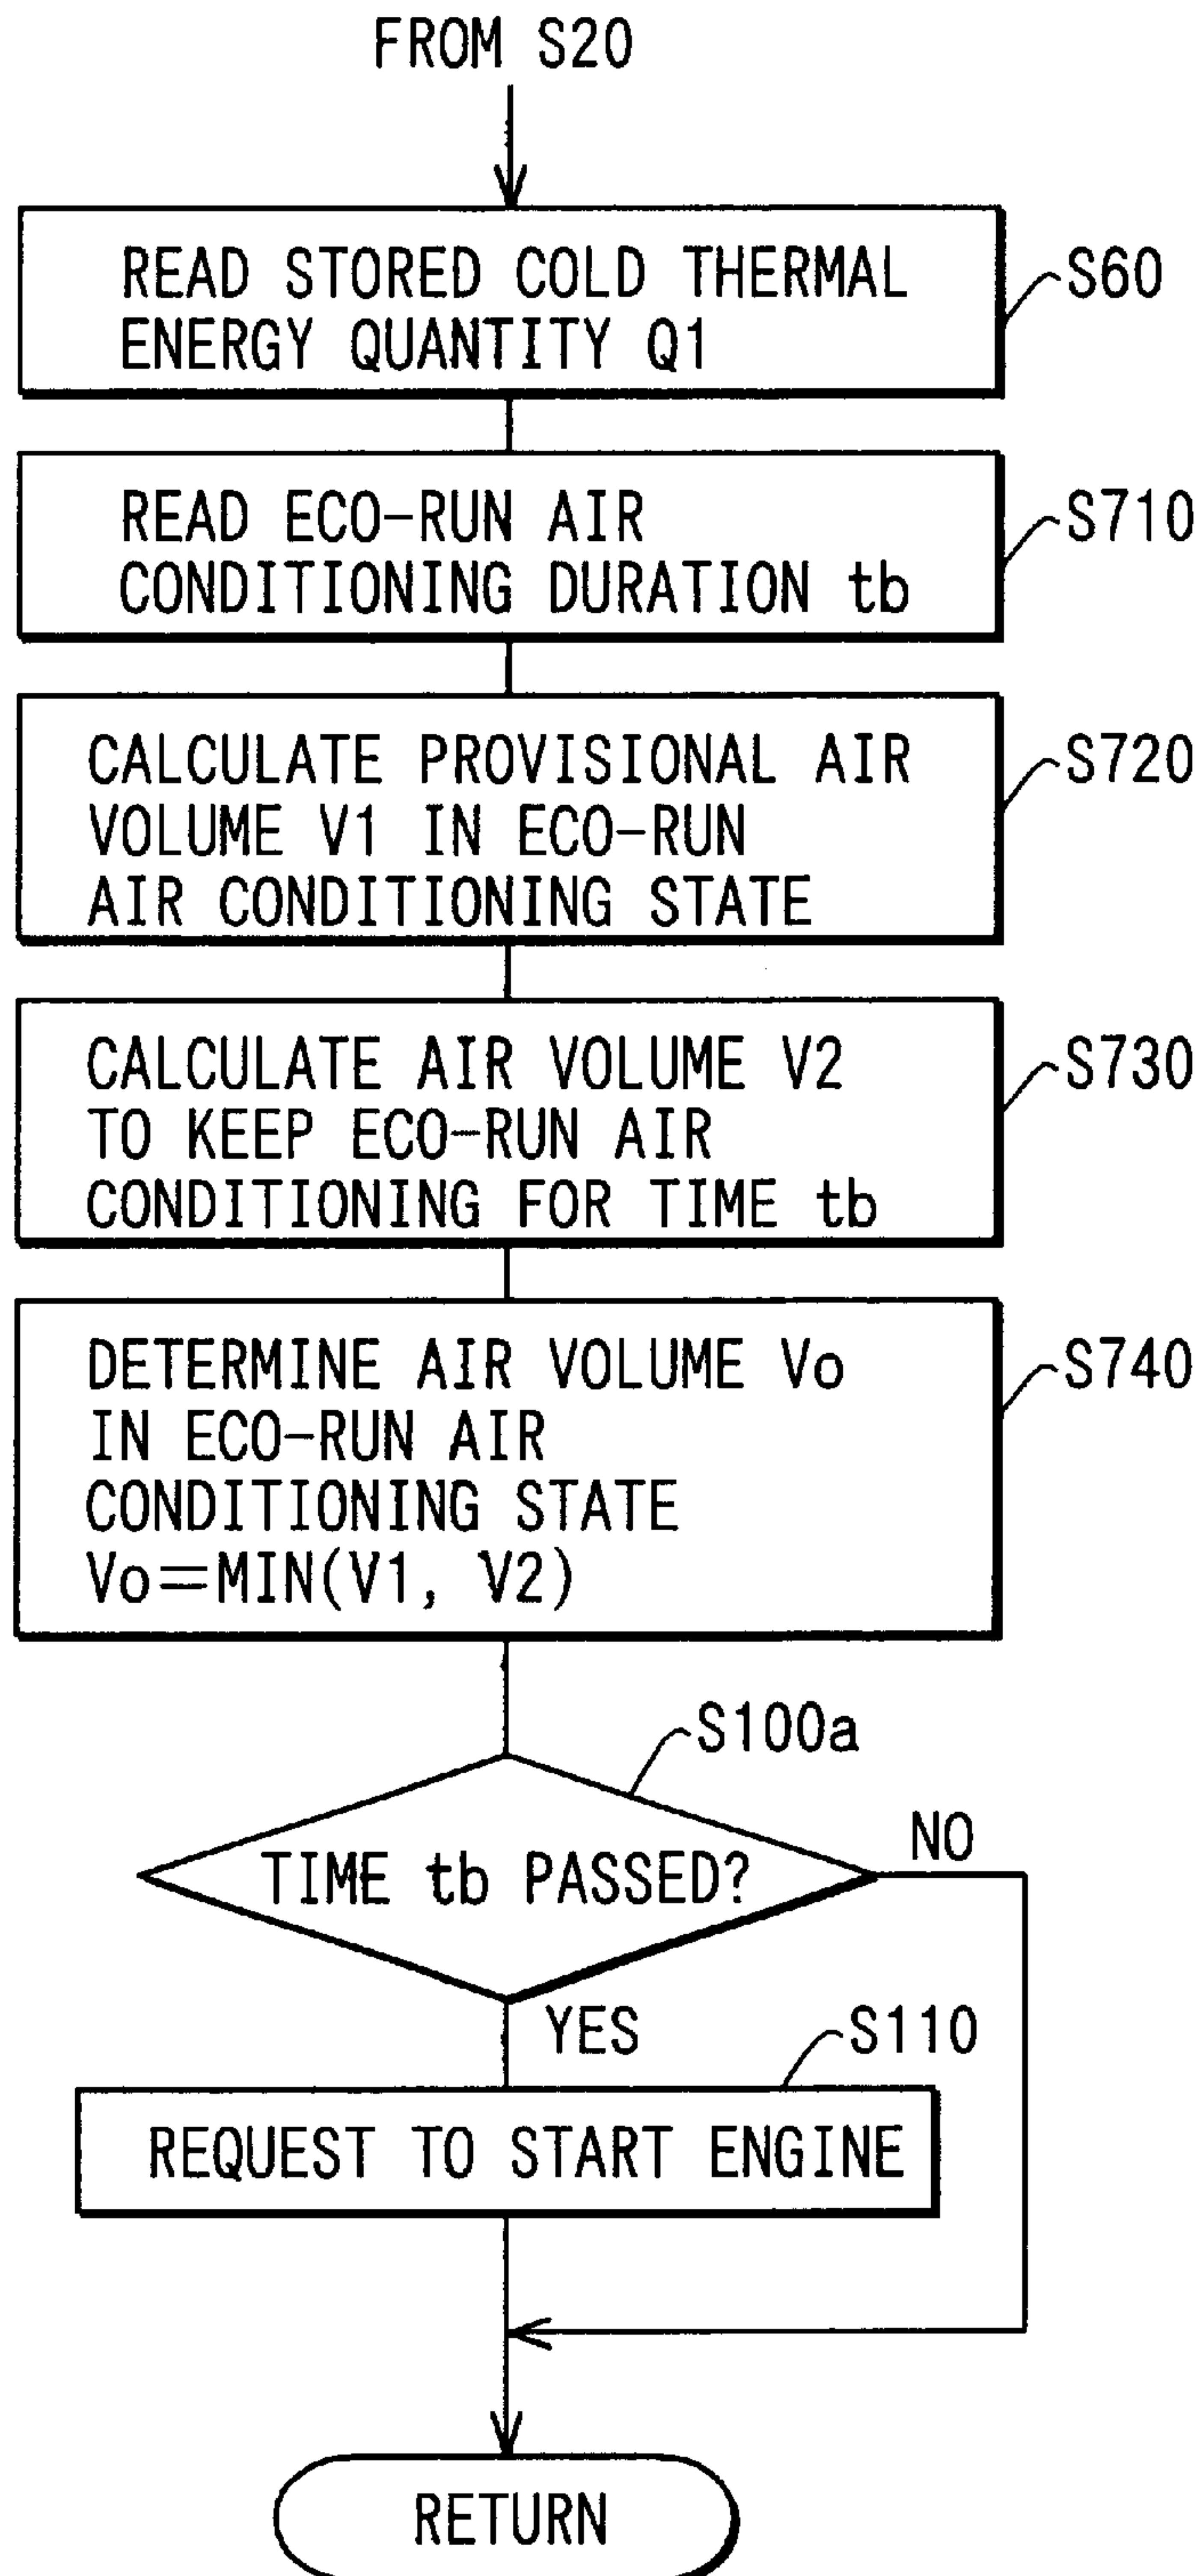 FROM S20
READ STORED COLD THERMAL
ENERGY QUANTITY Q1
S60
READ ECO-RUN AIR
CONDITIONING DURATION tb
S710
CALCULATE PROVISIONAL AIR
VOLUME V1 IN ECO-RUN
AIR CONDITIONING STATE
S720
CALCULATE AIR VOLUME V2
TO KEEP ECO-RUN AIR
CONDITIONING FOR TIME tb
S730
DETERMINE AIR VOLUME Vo
IN ECO-RUN AIR
CONDITIONING STATE
Vo=MIN(V1, V2)
S740
S100a
TIME tb PASSED?
NO
YES
S110
REQUEST TO START ENGINE
RETURN